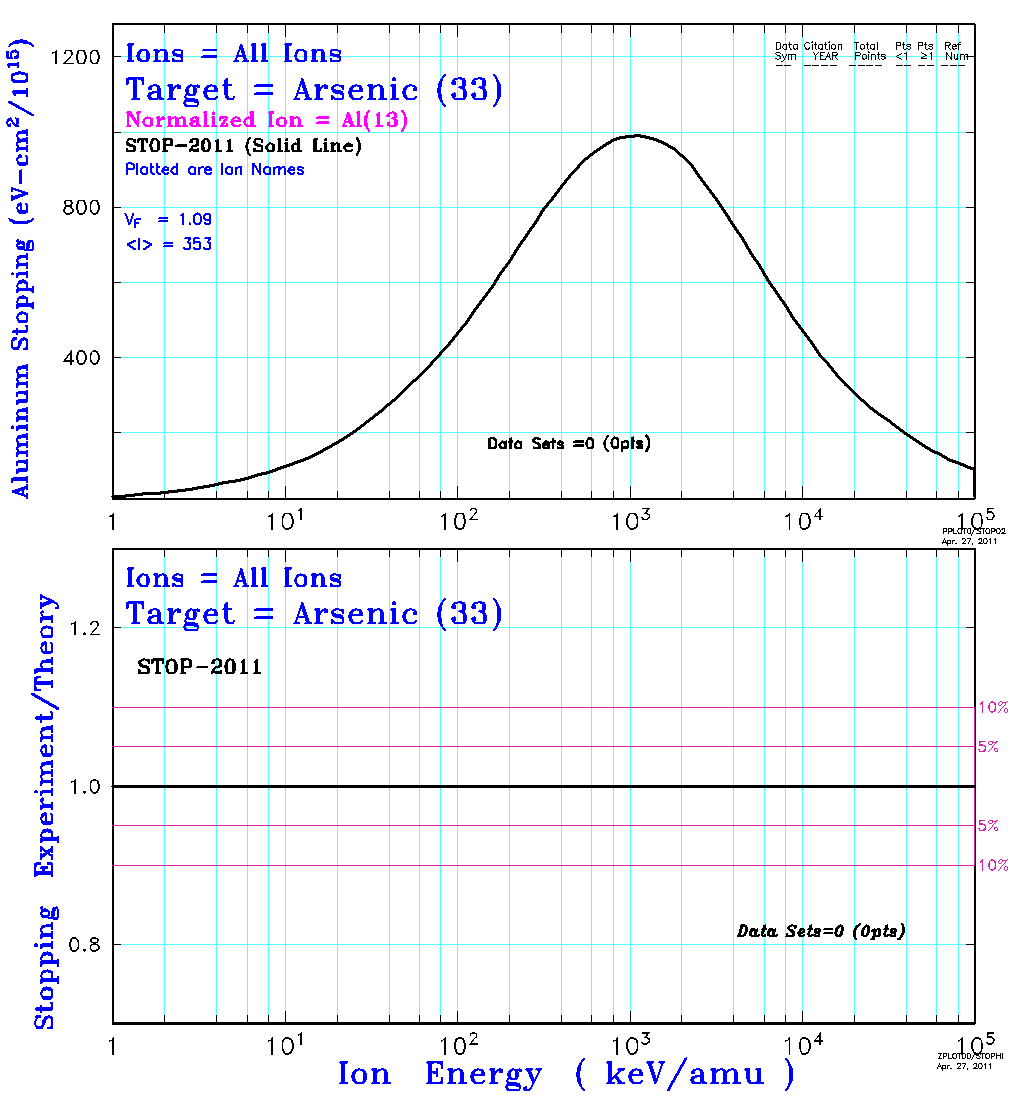 Ions = All Ions
Target = Arsenic (33)
Normalized Ion = Al(13)
STOP-2011 (Solid Line)
Plotted are Ion Names
VF = 1.09
<I> = 353
Data Citation Total Pts Pts Ref
Sym YEAR Points <1 ≥1 Num
Aluminum Stopping (eV-cm²/10¹⁵)
1200
800
400
Data Sets =0 (0pts)
1 10¹ 10² 10³ 10⁴ 10⁵
PPLOT0/STOP02
Apr. 27, 2011
Ions = All Ions
Target = Arsenic (33)
STOP-2011
Stopping Experiment/Theory
1.2
1.0
0.8
10%
5%
5%
10%
Data Sets=0 (0pts)
1 10¹ 10² 10³ 10⁴ 10⁵
Ion Energy ( keV/amu )
ZPLOT0D/STOPHI
Apr. 27, 2011